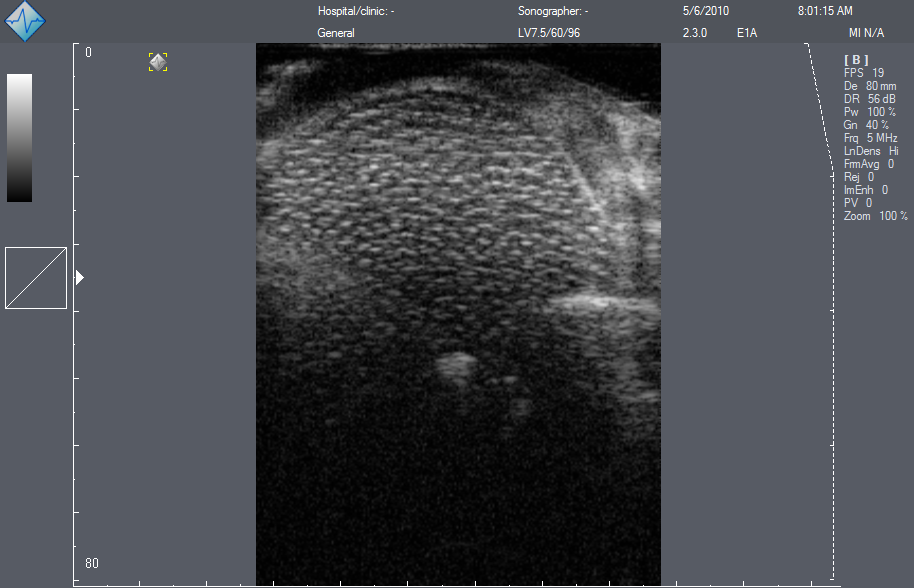 Hospital/clinic: - Sonographer: - 5/6/2010 8:01:15 AM
General LV7.5/60/96 2.3.0 E1A MI N/A
0
[ B ]
FPS 19
De 80 mm
DR 56 dB
Pw 100 %
Gn 40 %
Frq 5 MHz
LnDens Hi
FrmAvg 0
Rej 0
ImEnh 0
PV 0
Zoom 100 %
80